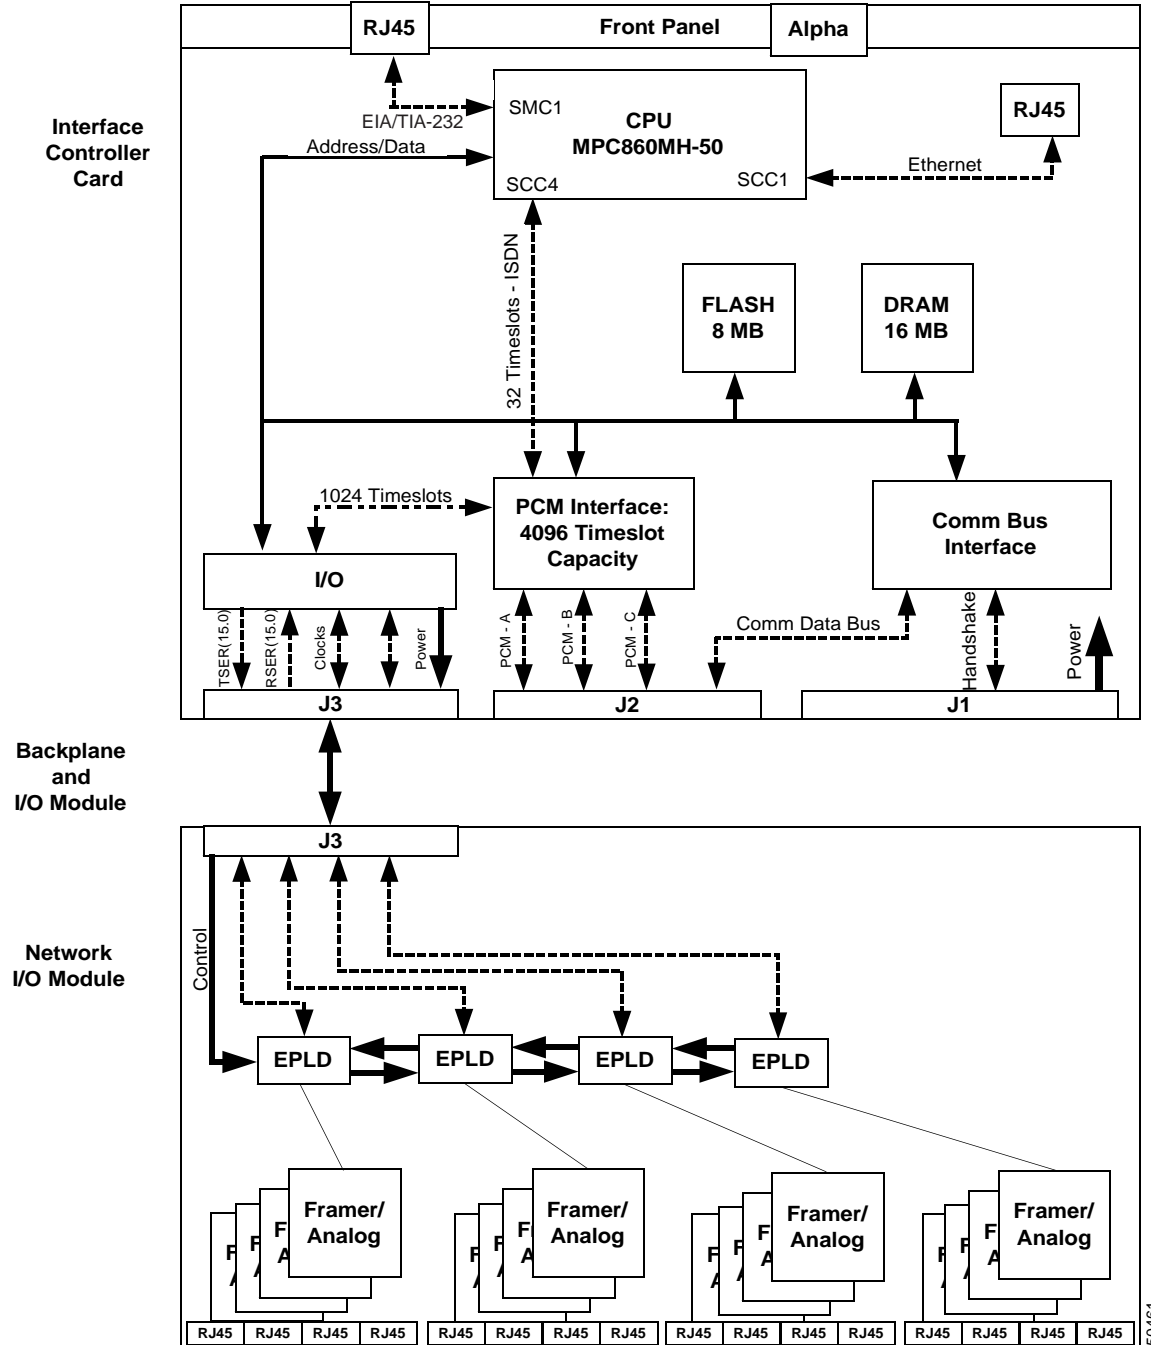 RJ45
Front Panel
Alpha
Interface
Controller
Card
SMC1
EIA/TIA-232
CPU
MPC860MH-50
RJ45
Address/Data
SCC4
SCC1
Ethernet
32 Timeslots - ISDN
FLASH
8 MB
DRAM
16 MB
1024 Timeslots
PCM Interface:
4096 Timeslot
Capacity
Comm Bus
Interface
I/O
TSER(15.0)
RSER(15.0)
Clocks
Power
PCM - A
PCM - B
PCM - C
Comm Data Bus
Handshake
Power
J3
J2
J1
Backplane
and
I/O Module
J3
Control
Network
I/O Module
EPLD
EPLD
EPLD
EPLD
Framer/
Analog
Framer/
Analog
Framer/
Analog
Framer/
Analog
F
A
F
A
F
A
F
A
F
A
F
A
F
A
F
A
RJ45 RJ45 RJ45 RJ45
RJ45 RJ45 RJ45 RJ45
RJ45 RJ45 RJ45 RJ45
RJ45 RJ45 RJ45 RJ45